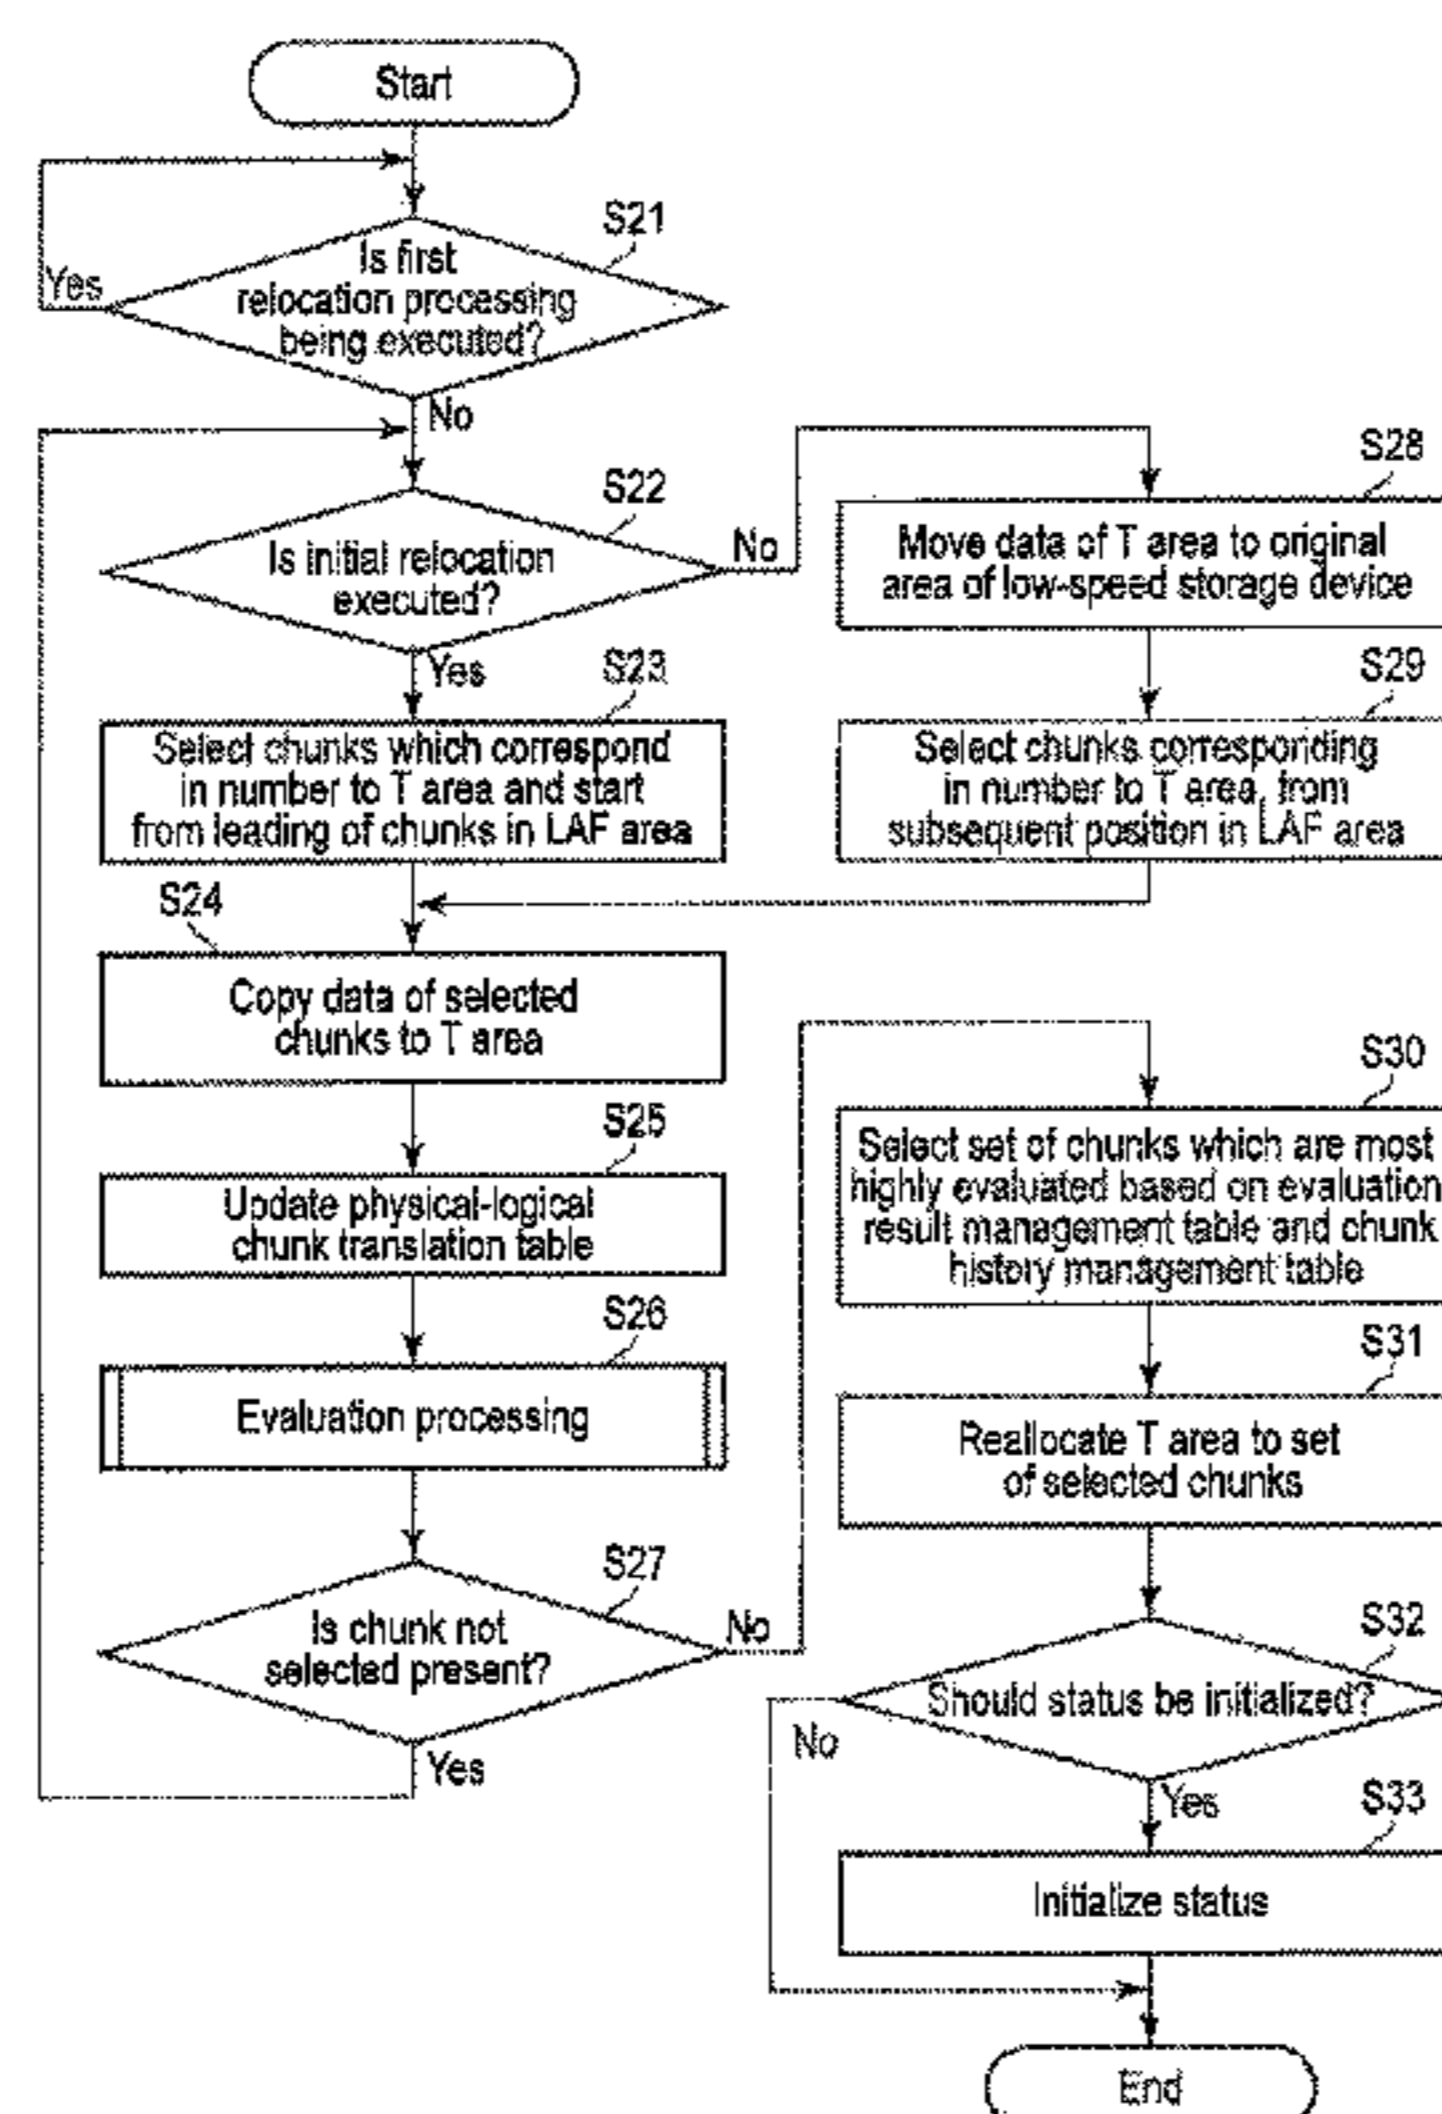 Start
S21
Is first
relocation processing
being executed?
Yes
No
S22
Is initial relocation
executed?
No
Yes
S23
Select chunks which correspond
in number to T area and start
from leading of chunks in LAF area
S28
Move data of T area to original
area of low-speed storage device
S29
Select chunks corresponding
in number to T area, from
subsequent position in LAF area
S24
Copy data of selected
chunks to T area
S25
Update physical-logical
chunk translation table
S26
Evaluation processing
S27
Is chunk not
selected present?
No
Yes
S30
Select set of chunks which are most
highly evaluated based on evaluation
result management table and chunk
history management table
S31
Reallocate T area to set
of selected chunks
S32
Should status be initialized?
No
Yes
S33
Initialize status
End